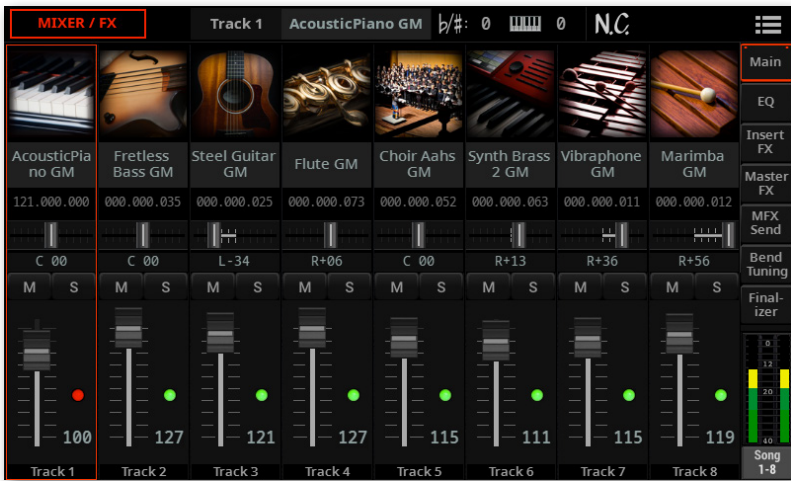 MIXER / FX Track 1 AcousticPiano GM b/#: 0 0 N.C.
AcousticPia
no GM
Fretless
Bass GM
Steel Guitar
GM
Flute GM
Choir Aahs
GM
Synth Brass
2 GM
Vibraphone
GM
Marimba
GM
121.000.000 000.000.035 000.000.025 000.000.073 000.000.052 000.000.063 000.000.011 000.000.012
C 00 C 00 L-34 R+06 C 00 R+13 R+36 R+56
M S M S M S M S M S M S M S M S
100 127 121 127 115 111 115 119
Track 1 Track 2 Track 3 Track 4 Track 5 Track 6 Track 7 Track 8
Main
EQ
Insert
FX
Master
FX
MFX
Send
Bend
Tuning
Final-
izer
0
12
20
40
Song
1-8